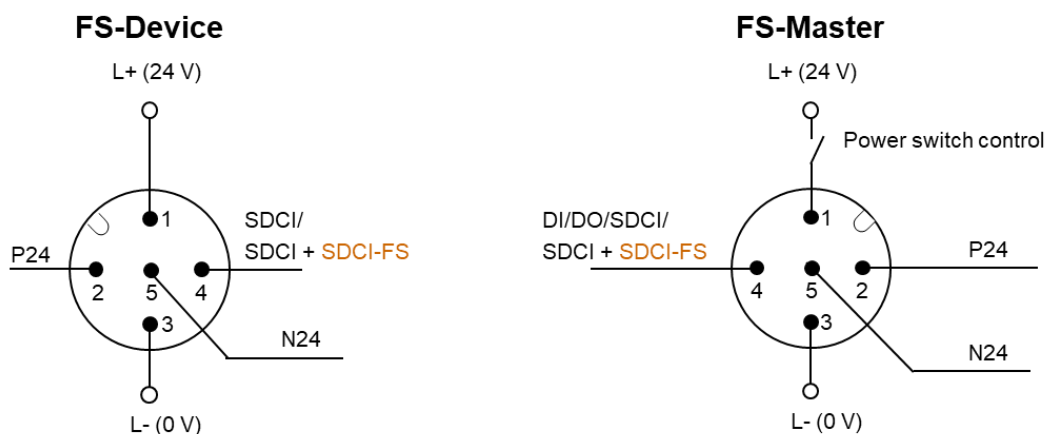 FS-Device
L+ (24 V)
1
SDCI/
SDCI + SDCI-FS
P24
2
5
4
3
N24
L- (0 V)
FS-Master
L+ (24 V)
Power switch control
1
DI/DO/SDCI/
SDCI + SDCI-FS
P24
4
5
2
3
N24
L- (0 V)